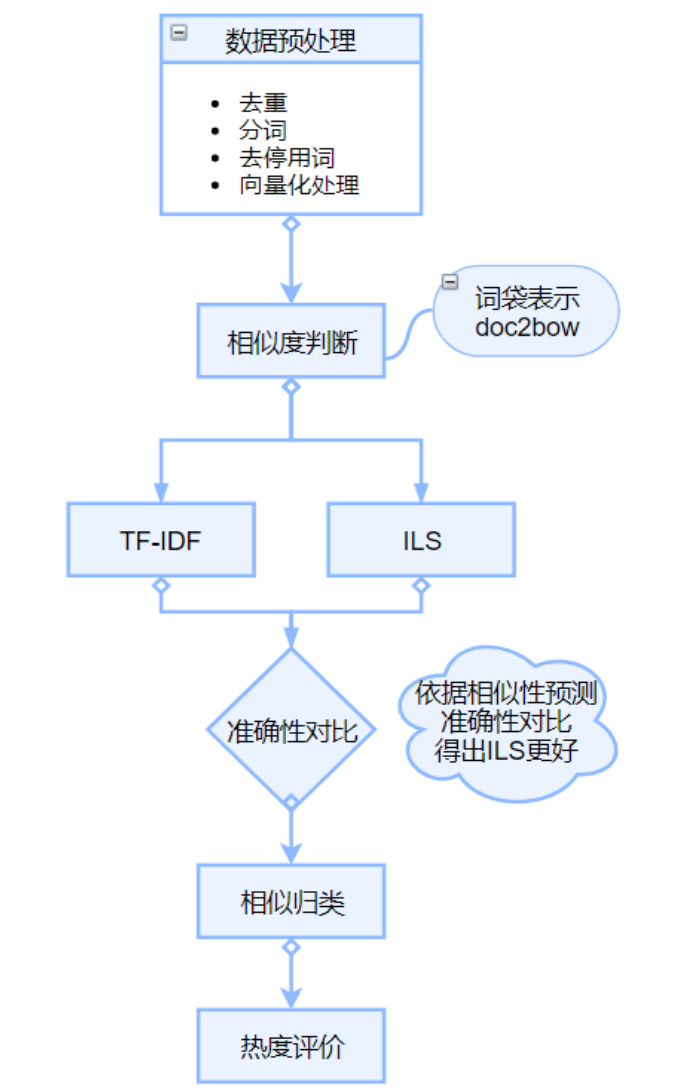 数据预处理
去重
分词
去停用词
向量化处理
相似度判断
词袋表示
doc2bow
TF-IDF
ILS
准确性对比
依据相似性预测
准确性对比
得出ILS更好
相似归类
热度评价